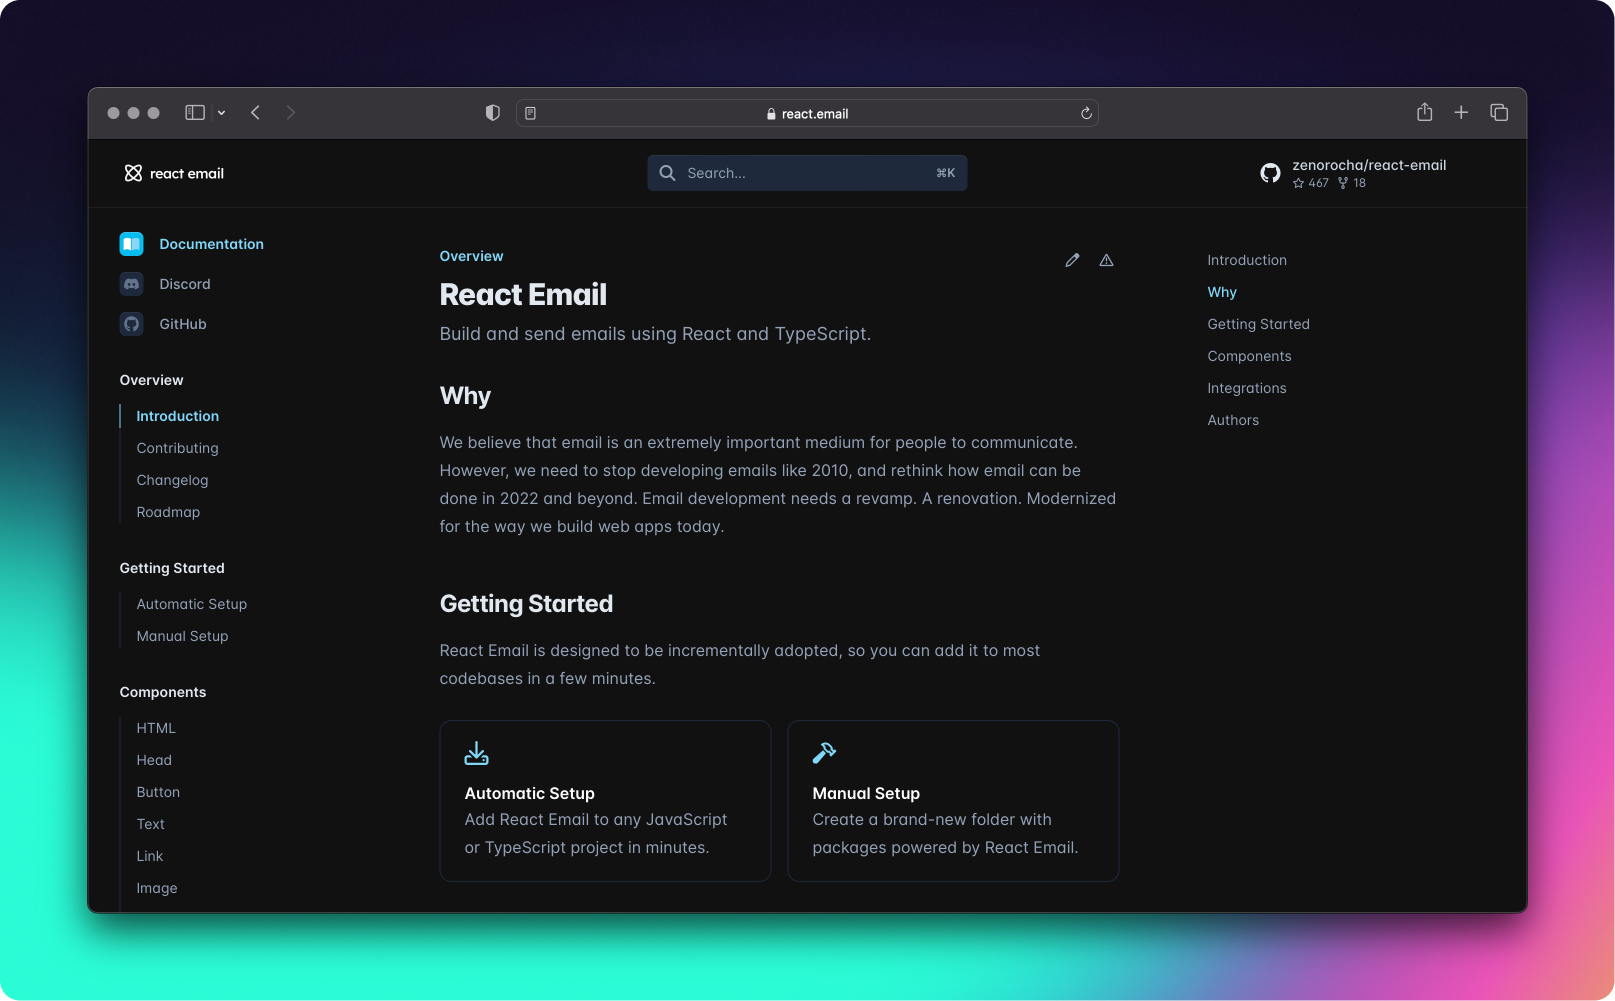 react.email
react email
Search...
⌘K
zenorocha/react-email
467 18
Documentation
Discord
GitHub
Overview
Introduction
Contributing
Changelog
Roadmap
Getting Started
Automatic Setup
Manual Setup
Components
HTML
Head
Button
Text
Link
Image
Overview
React Email
Build and send emails using React and TypeScript.
Why
We believe that email is an extremely important medium for people to communicate.
However, we need to stop developing emails like 2010, and rethink how email can be
done in 2022 and beyond. Email development needs a revamp. A renovation. Modernized
for the way we build web apps today.
Getting Started
React Email is designed to be incrementally adopted, so you can add it to most
codebases in a few minutes.
Automatic Setup
Add React Email to any JavaScript
or TypeScript project in minutes.
Manual Setup
Create a brand-new folder with
packages powered by React Email.
Introduction
Why
Getting Started
Components
Integrations
Authors